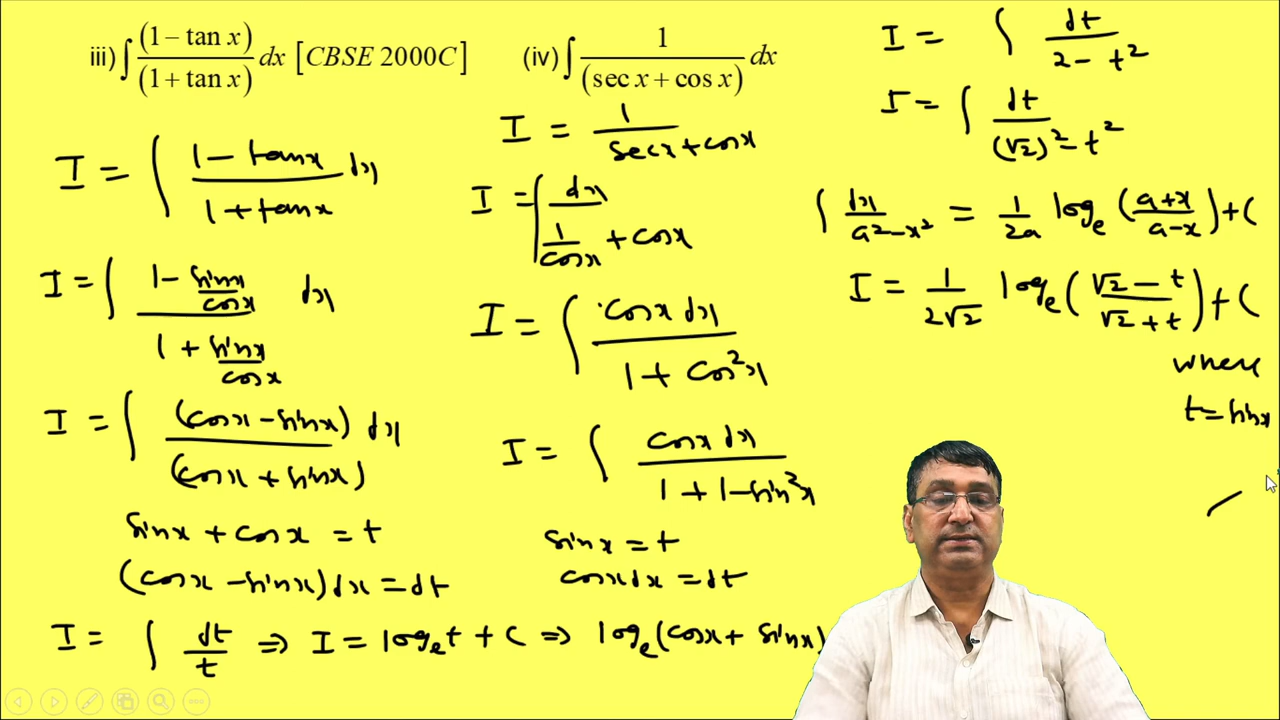 iii) ∫ (1 − tan x)/(1 + tan x) dx [CBSE 2000C]
I = ∫ (1 − tanx)/(1 + tanx) dx
I = ∫ (1 − sinx/cosx)/(1 + sinx/cosx) dx
I = ∫ (cosx − sinx) dx/(cosx + sinx)
sinx + cosx = t
(cosx − sinx) dx = dt
I = ∫ dt/t ⇒ I = logₑt + C ⇒ logₑ(cosx + sinx)
(iv) ∫ 1/(sec x + cos x) dx
I = 1/(secx + cosx)
I = ∫ dx/(1/cosx + cosx)
I = ∫ cosx dx/(1 + cos²x)
I = ∫ cosx dx/(1 + 1 − sin²x)
sinx = t
cosxdx = dt
I = ∫ dt/(2 − t²)
I = ∫ dt/((√2)² − t²)
∫ dx/(a² − x²) = 1/(2a) logₑ((a+x)/(a−x)) + C
I = 1/(2√2) logₑ((√2 − t)/(√2 + t)) + C
where
t = sinx